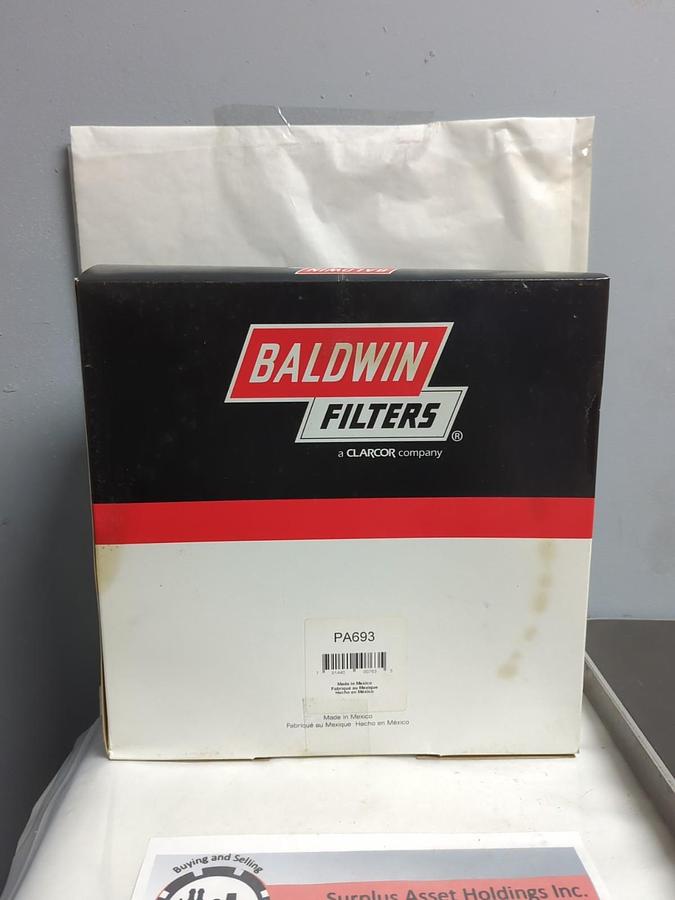 BALDWIN
BALDWIN
FILTERS®
a CLARCOR company
PA693
Made in Mexico
Fabriqué au Mexique
Hecho en México
Made in Mexico
Fabriqué au Mexique Hecho en México
Buying and Selling
Surplus Asset Holdings Inc.